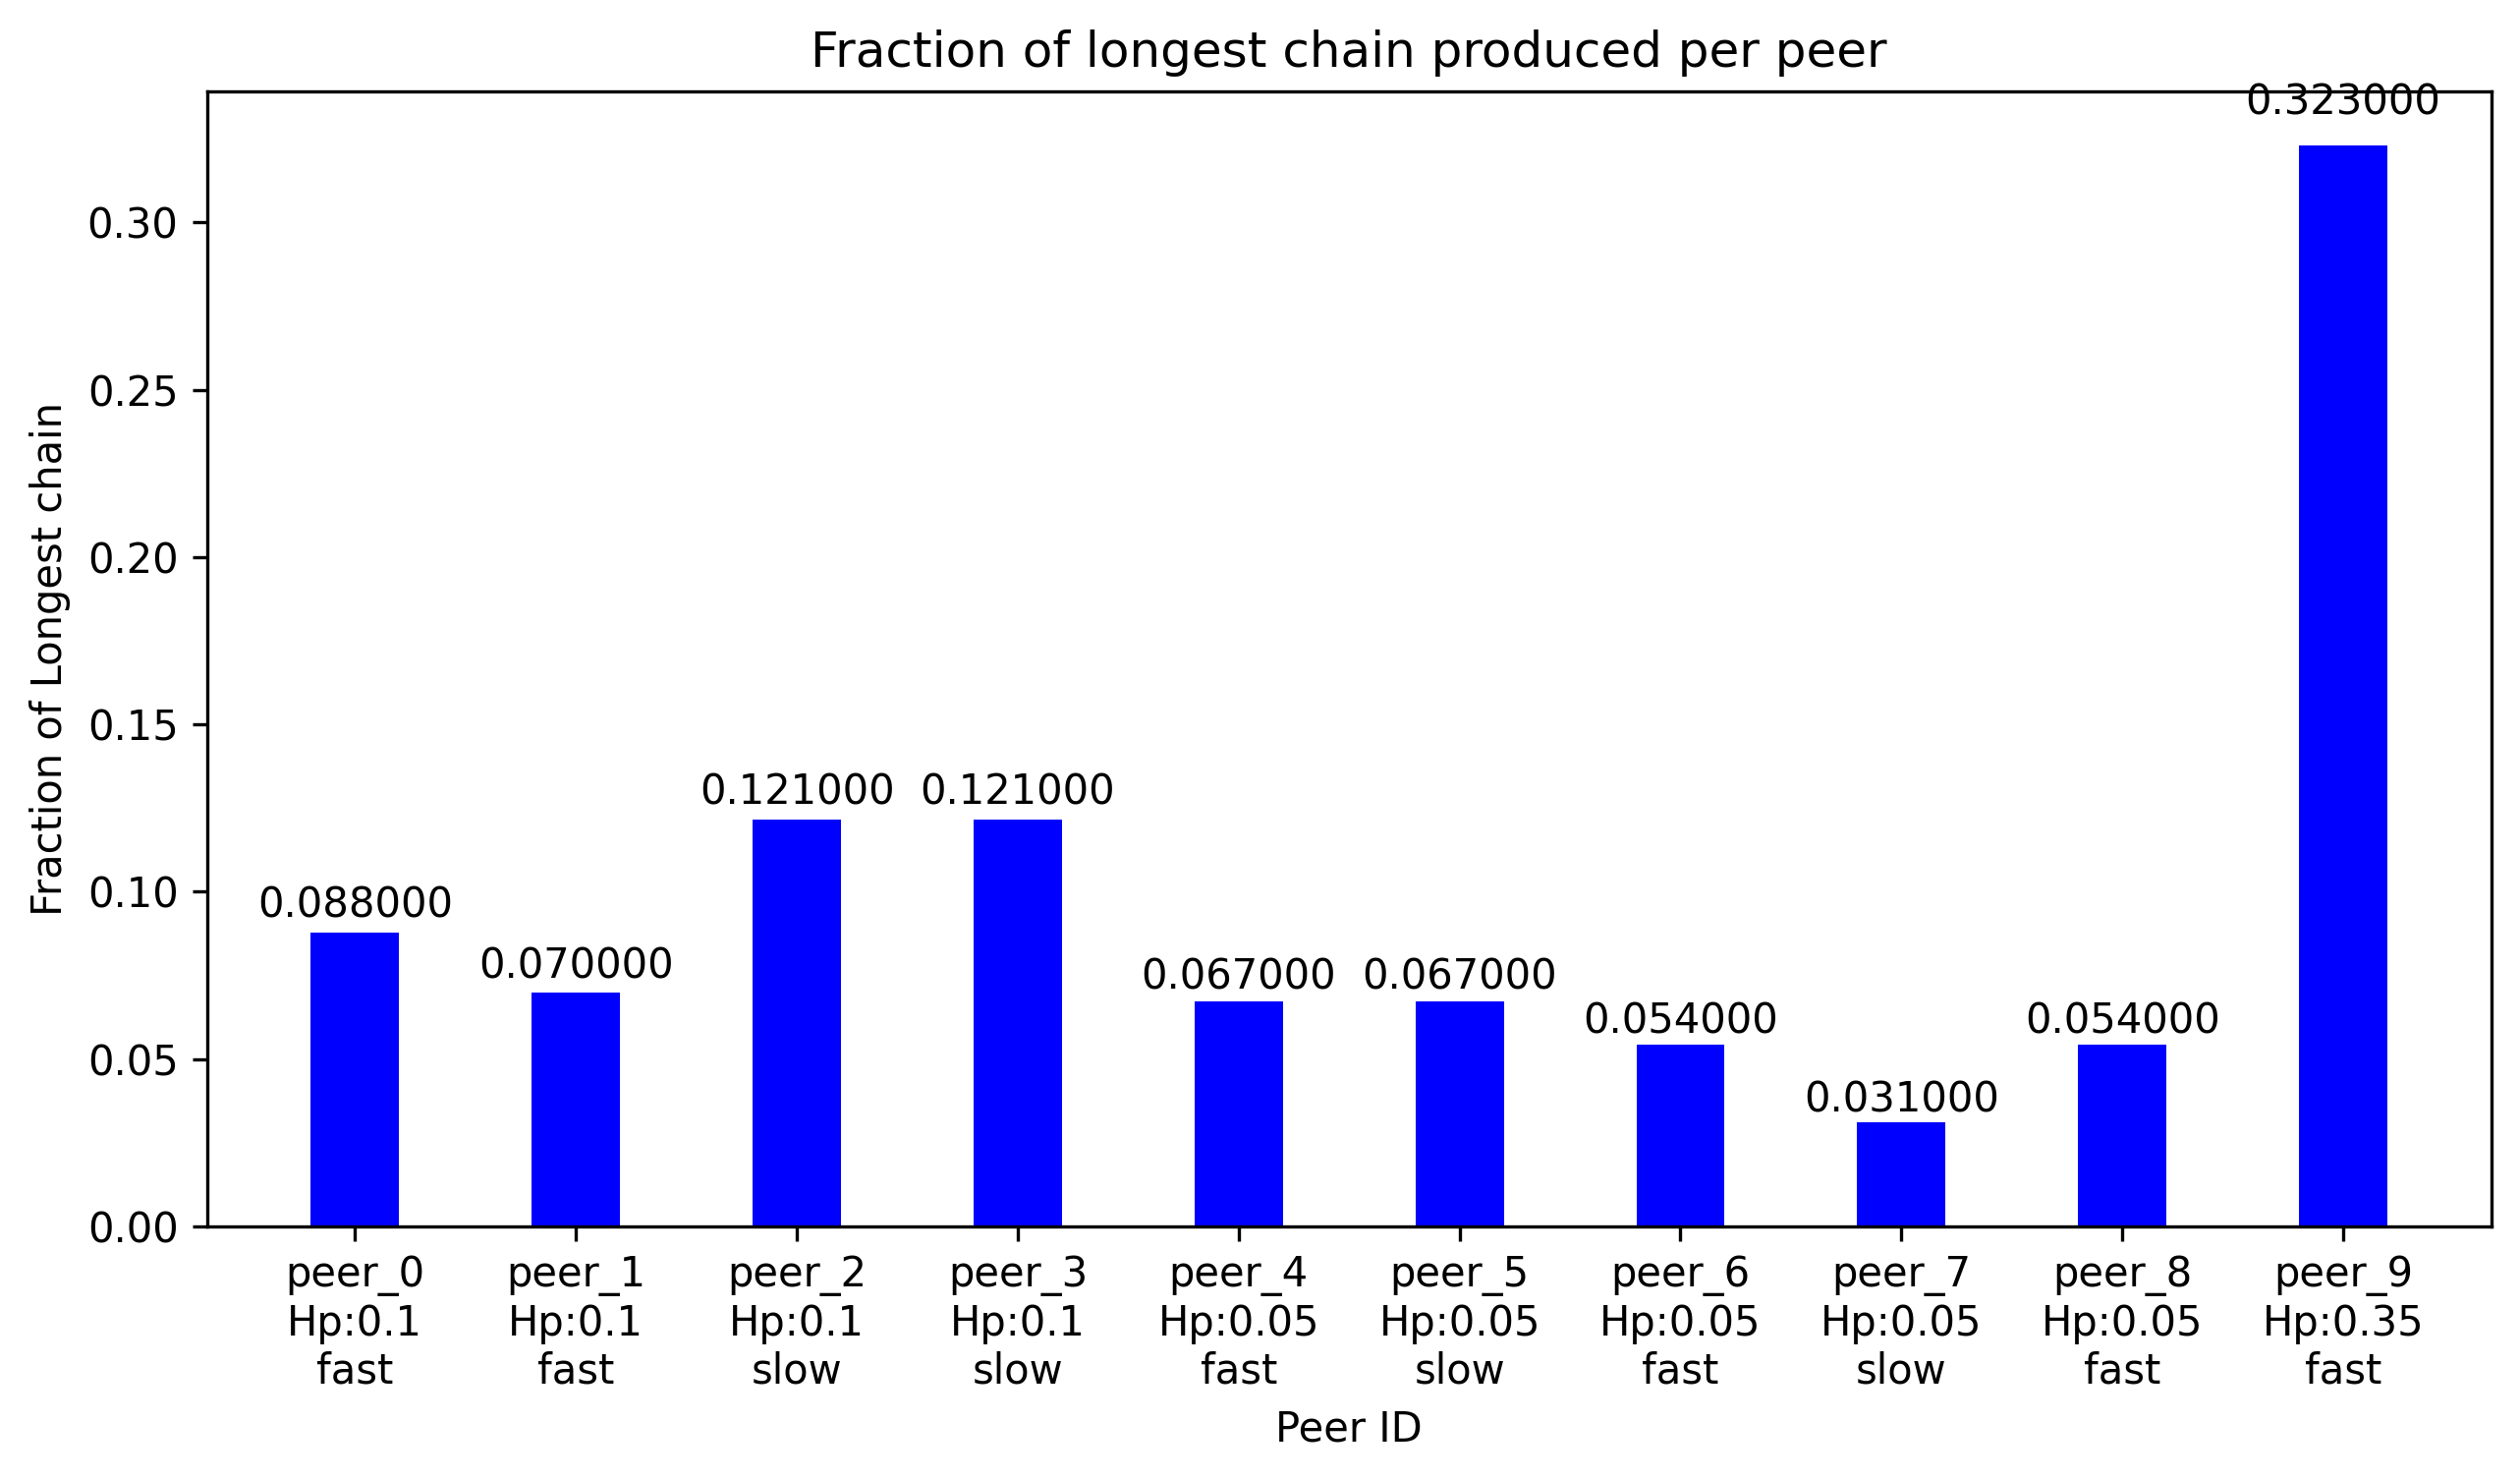 Fraction of longest chain produced per peer
0.323000
0.30
0.25
0.20
0.15
0.10
0.05
0.00
Fraction of Longest chain
0.088000
0.070000
0.121000
0.121000
0.067000
0.067000
0.054000
0.031000
0.054000
peer_0 peer_1 peer_2 peer_3 peer_4 peer_5 peer_6 peer_7 peer_8 peer_9
Hp:0.1 Hp:0.1 Hp:0.1 Hp:0.1 Hp:0.05 Hp:0.05 Hp:0.05 Hp:0.05 Hp:0.05 Hp:0.35
fast fast slow slow fast slow fast slow fast fast
Peer ID